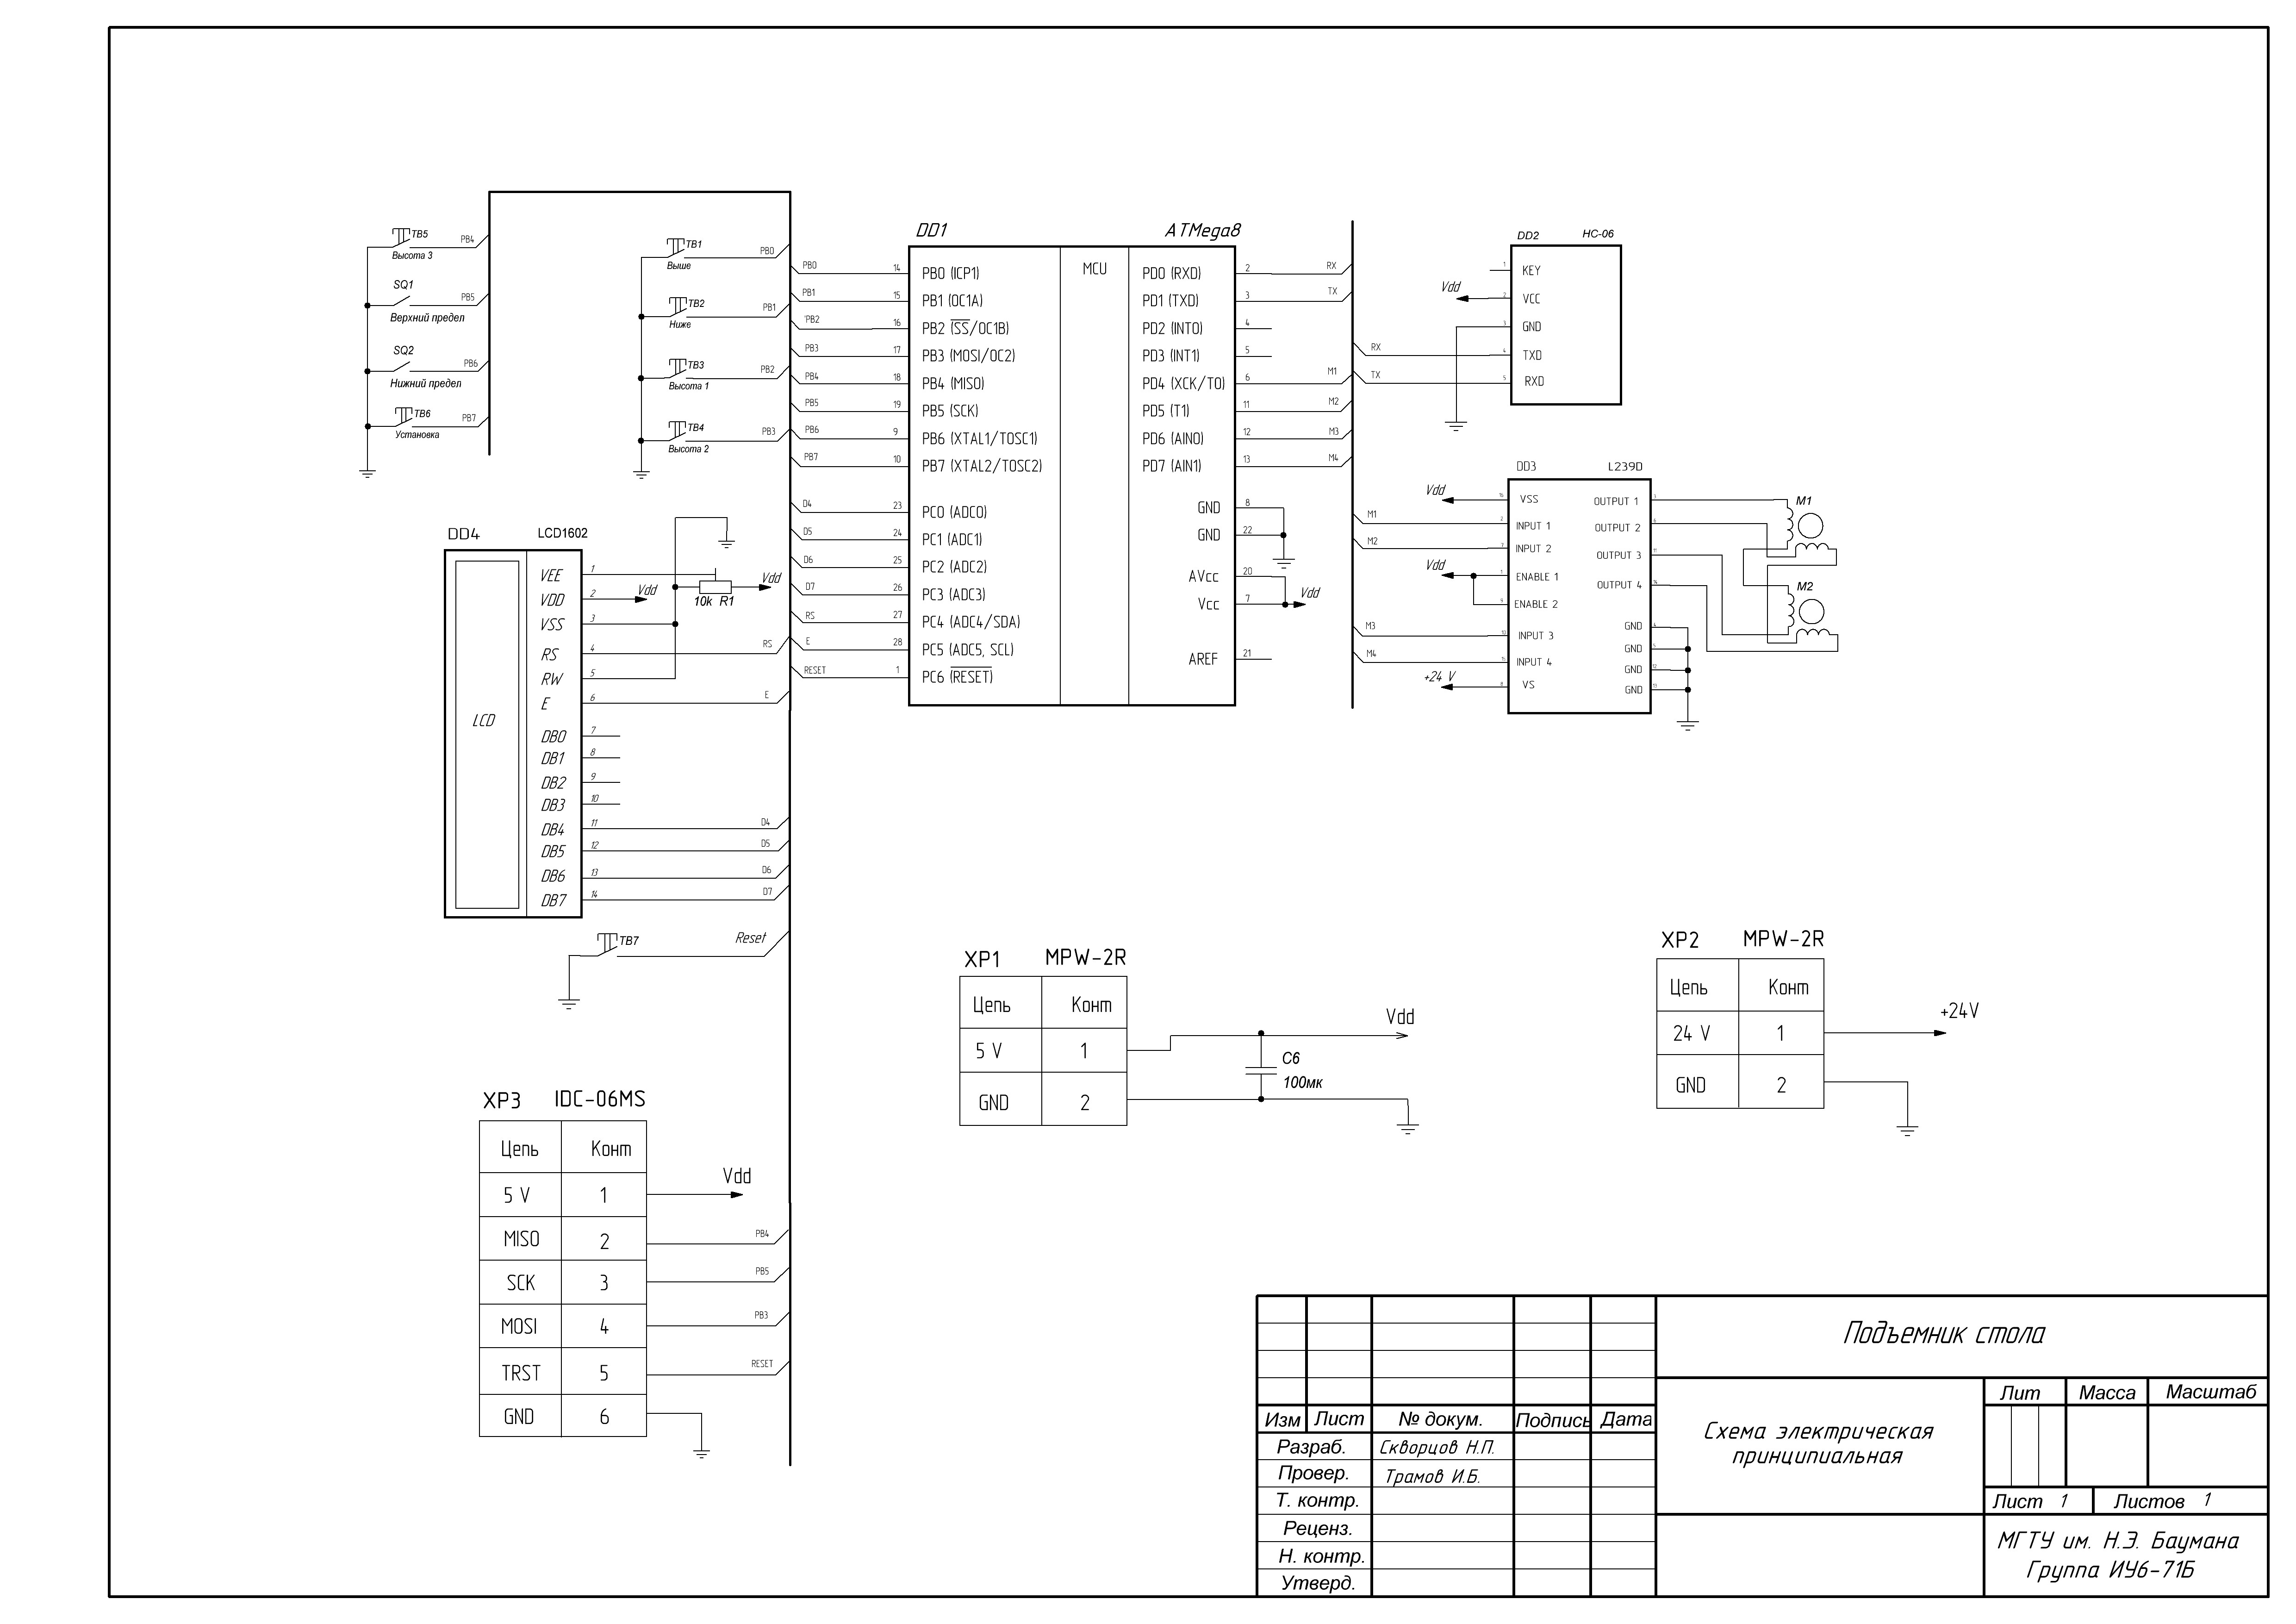 TB5
PB4
Высота 3
SQ1
PB5
Верхний предел
SQ2
PB6
Нижний предел
TB6
PB7
Установка
TB1
PB0
Выше
TB2
PB1
Ниже
TB3
PB2
Высота 1
TB4
PB3
Высота 2
DD1 ATMega8
MCU
PB0 14 PB0 (ICP1)
PB1 15 PB1 (OC1A)
'PB2 16 PB2 (SS/OC1B)
PB3 17 PB3 (MOSI/OC2)
PB4 18 PB4 (MISO)
PB5 19 PB5 (SCK)
PB6 9 PB6 (XTAL1/TOSC1)
PB7 10 PB7 (XTAL2/TOSC2)
D4 23 PC0 (ADC0)
D5 24 PC1 (ADC1)
D6 25 PC2 (ADC2)
D7 26 PC3 (ADC3)
RS 27 PC4 (ADC4/SDA)
E 28 PC5 (ADC5, SCL)
RESET 1 PC6 (RESET)
PD0 (RXD) 2 RX
PD1 (TXD) 3 TX
PD2 (INT0) 4
PD3 (INT1) 5
PD4 (XCK/T0) 6 M1
PD5 (T1) 11 M2
PD6 (AIN0) 12 M3
PD7 (AIN1) 13 M4
GND 8
GND 22
AVcc 20
Vcc 7 Vdd
AREF 21
DD2 HC-06
1 KEY
Vdd 2 VCC
3 GND
RX 4 TXD
TX 5 RXD
DD3 L239D
Vdd 16 VSS
M1 2 INPUT 1
M2 7 INPUT 2
Vdd 1 ENABLE 1
9 ENABLE 2
M3 10 INPUT 3
M4 15 INPUT 4
+24 V 8 VS
OUTPUT 1 3
OUTPUT 2 6
OUTPUT 3 11
OUTPUT 4 14
GND 4
GND 5
GND 12
GND 13
M1
M2
DD4 LCD1602
LCD
VEE 1
VDD 2 Vdd
VSS 3
RS 4 RS
RW 5
E 6 E
DB0 7
DB1 8
DB2 9
DB3 10
DB4 11 D4
DB5 12 D5
DB6 13 D6
DB7 14 D7
Vdd
10k R1
TB7 Reset
XP1 MPW-2R
Цепь Конт
5 V 1
GND 2
Vdd
C6
100мк
XP2 MPW-2R
Цепь Конт
24 V 1
GND 2
+24V
XP3 IDC-06MS
Цепь Конт
5 V 1 Vdd
MISO 2 PB4
SCK 3 PB5
MOSI 4 PB3
TRST 5 RESET
GND 6
Подъемник стола
Схема электрическая
принципиальная
Лит Масса Масштаб
Лист 1 Листов 1
МГТУ им. Н.Э. Баумана
Группа ИУ6-71Б
Изм Лист № докум. Подпись Дата
Разраб. Скворцов Н.П.
Провер. Трамов И.Б.
Т. контр.
Реценз.
Н. контр.
Утверд.